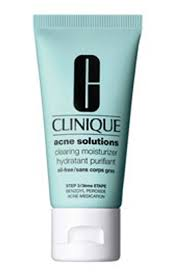 C
CLINIQUE
acne solutions
clearing moisturizer
hydratant purifiant
oil-free/sans corps gras
STEP 3/3ème ETAPE
BENZOYL PEROXIDE
ACNE MEDICATION